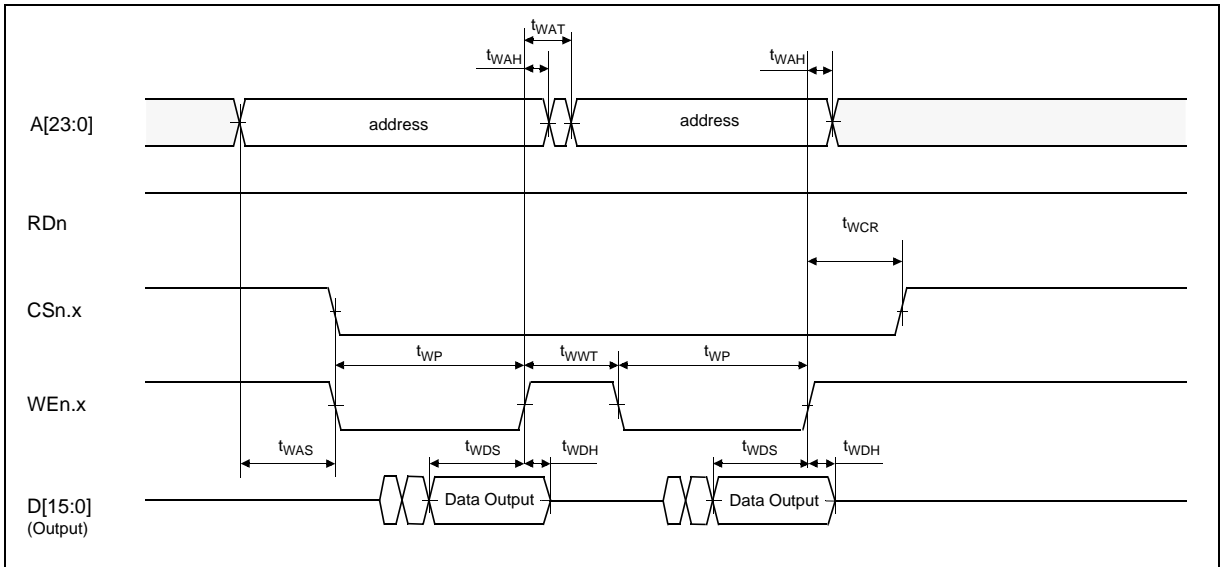 tWAT
tWAH
tWAH
A[23:0]
address
address
RDn
tWCR
CSn.x
tWP
tWWT
tWP
WEn.x
tWAS
tWDS
tWDH
tWDS
tWDH
D[15:0]
(Output)
Data Output
Data Output